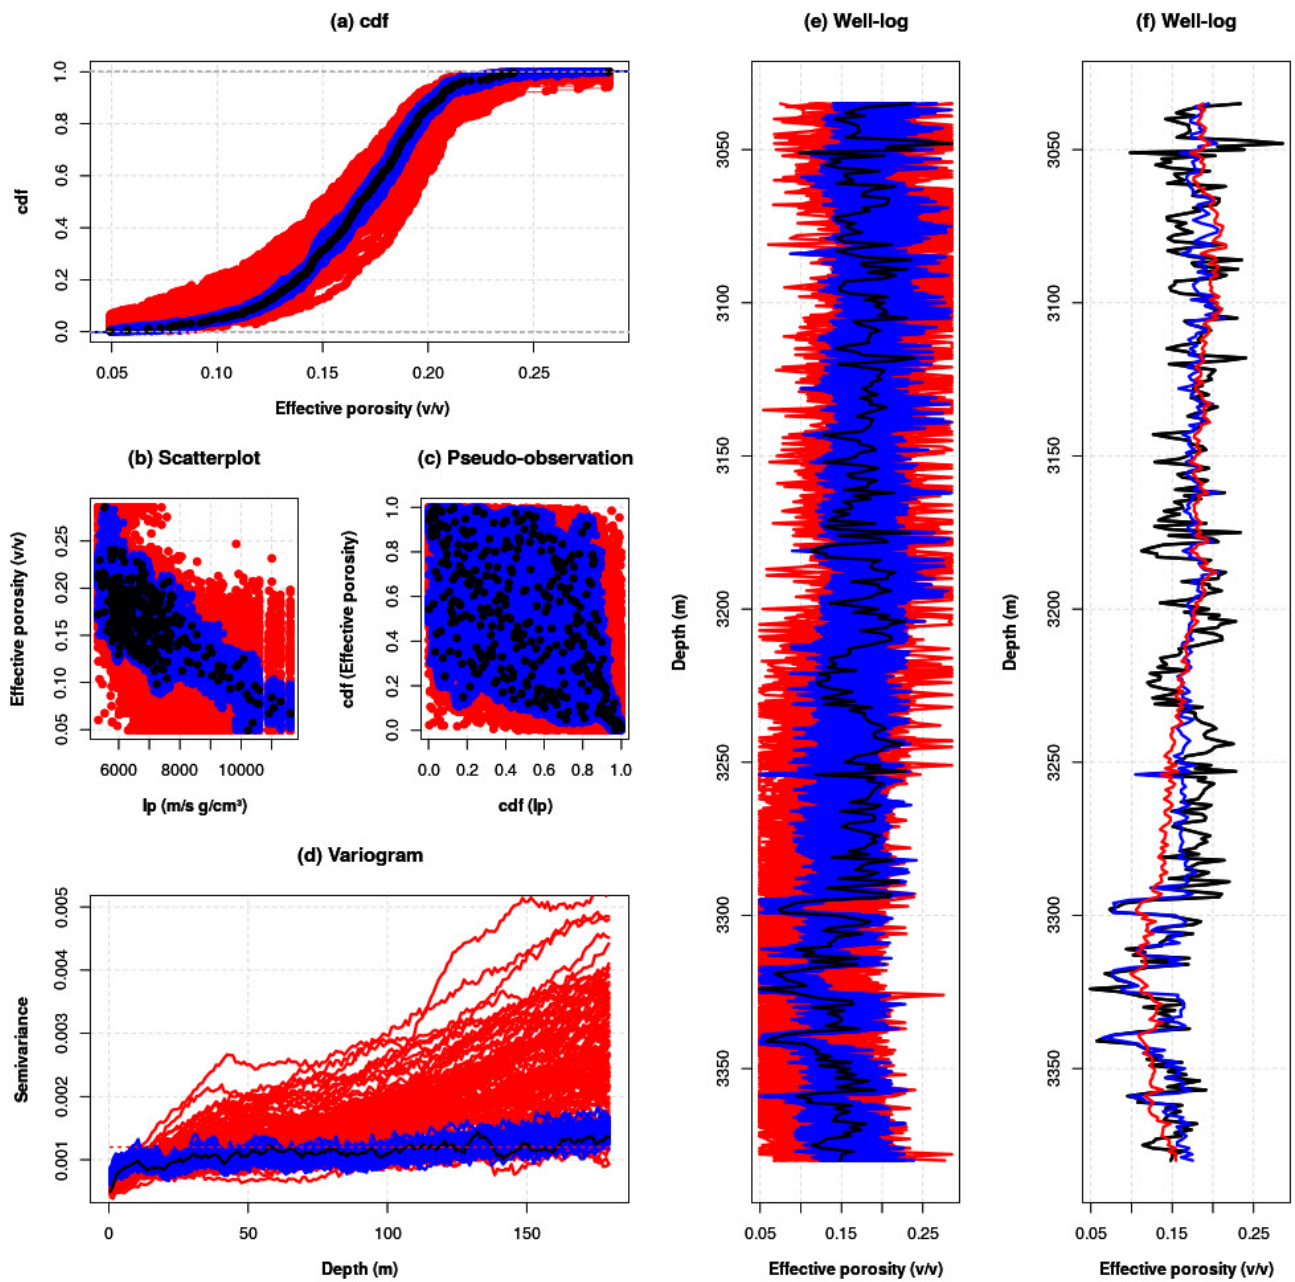 (a) cdf
cdf
0.0 0.2 0.4 0.6 0.8 1.0
0.05 0.10 0.15 0.20 0.25
Effective porosity (v/v)
(b) Scatterplot
Effective porosity (v/v)
0.05 0.10 0.15 0.20 0.25
6000 8000 10000
Ip (m/s g/cm³)
(c) Pseudo-observation
cdf (Effective porosity)
0.0 0.2 0.4 0.6 0.8 1.0
0.0 0.2 0.4 0.6 0.8 1.0
cdf (Ip)
(d) Variogram
Semivariance
0.001 0.002 0.003 0.004 0.005
0 50 100 150
Depth (m)
(e) Well-log
Depth (m)
3050 3100 3150 3200 3250 3300 3350
0.05 0.15 0.25
Effective porosity (v/v)
(f) Well-log
Depth (m)
3050 3100 3150 3200 3250 3300 3350
0.05 0.15 0.25
Effective porosity (v/v)